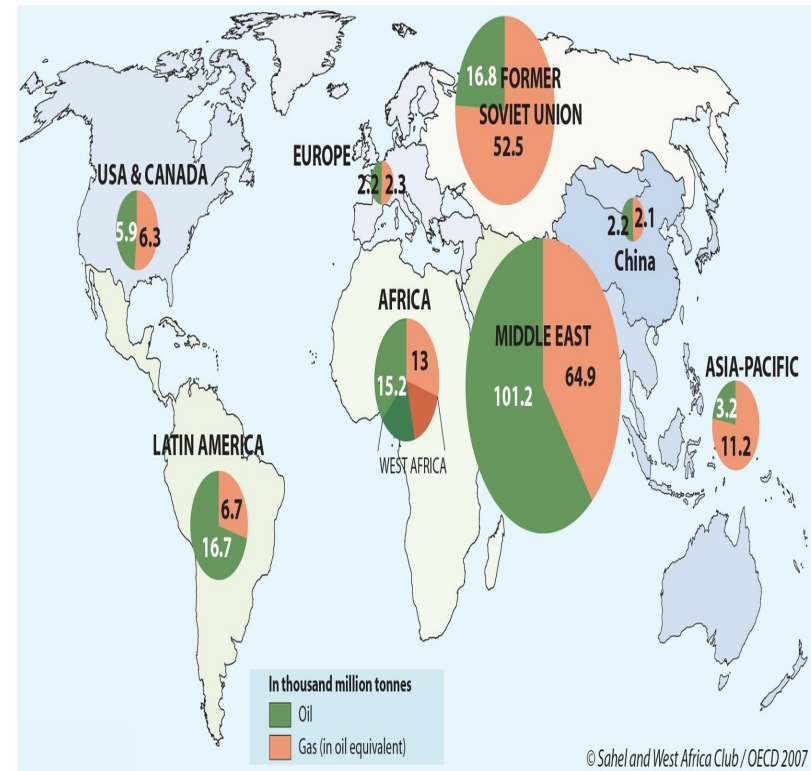 16.8 FORMER
SOVIET UNION
52.5
EUROPE
2.2 2.3
USA & CANADA
5.9 6.3
2.2 2.1
China
AFRICA
15.2 13
WEST AFRICA
MIDDLE EAST
101.2 64.9
ASIA-PACIFIC
3.2
11.2
LATIN AMERICA
6.7
16.7
In thousand million tonnes
Oil
Gas (in oil equivalent)
© Sahel and West Africa Club / OECD 2007